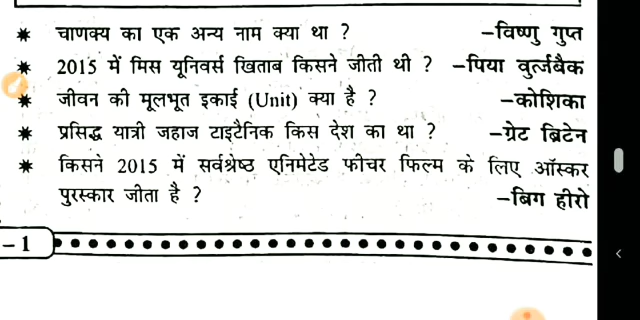 * चाणक्य का एक अन्य नाम क्या था ? –विष्णु गुप्त
* 2015 में मिस यूनिवर्स खिताब किसने जीती थी ? –पिया वुर्त्जबैक
* जीवन की मूलभूत इकाई (Unit) क्या है ? –कोशिका
* प्रसिद्ध यात्री जहाज टाइटैनिक किस देश का था ? –ग्रेट ब्रिटेन
* किसने 2015 में सर्वश्रेष्ठ एनिमेटेड फीचर फिल्म के लिए ऑस्कर
पुरस्कार जीता है ? –बिग हीरो
–1